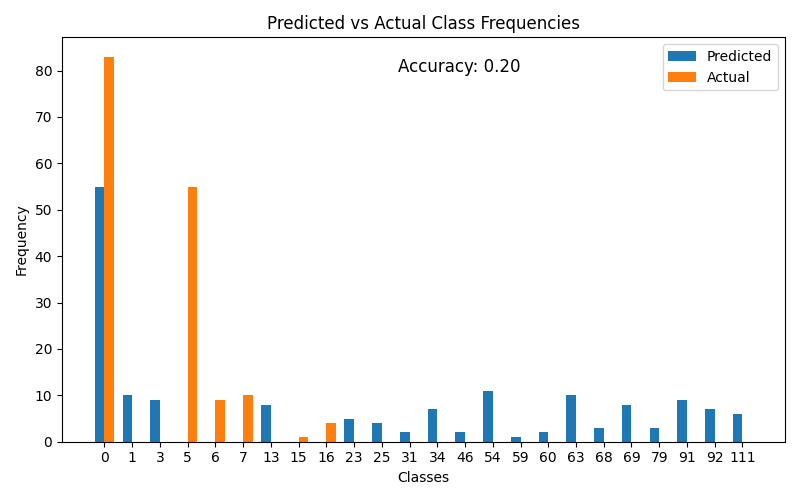 Predicted vs Actual Class Frequencies
Accuracy: 0.20
Predicted
Actual
Frequency
80
70
60
50
40
30
20
10
0
0 1 3 5 6 7 13 15 16 23 25 31 34 46 54 59 60 63 68 69 79 91 92 111
Classes